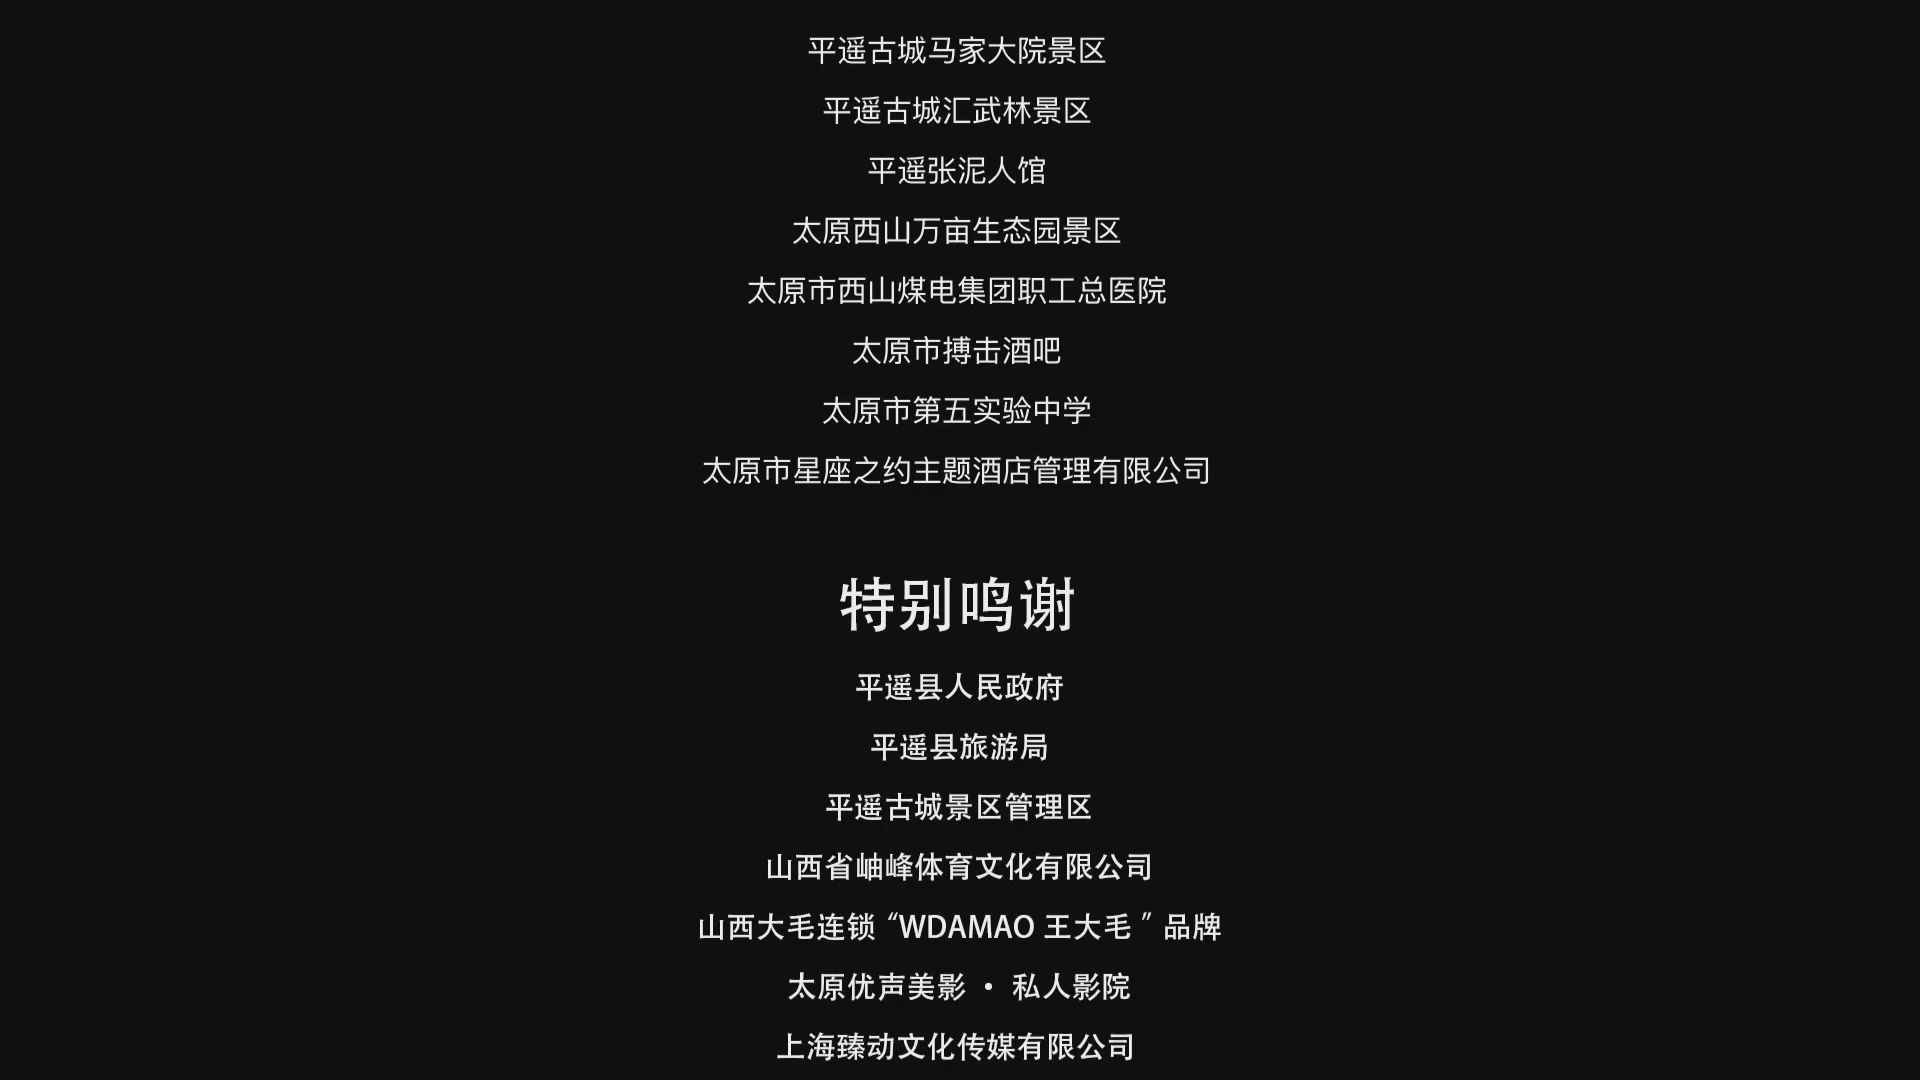 平遥古城马家大院景区
平遥古城汇武林景区
平遥张泥人馆
太原西山万亩生态园景区
太原市西山煤电集团职工总医院
太原市搏击酒吧
太原市第五实验中学
太原市星座之约主题酒店管理有限公司
特别鸣谢
平遥县人民政府
平遥县旅游局
平遥古城景区管理区
山西省岫峰体育文化有限公司
山西大毛连锁“WDAMAO 王大毛 ” 品牌
太原优声美影 · 私人影院
上海臻动文化传媒有限公司